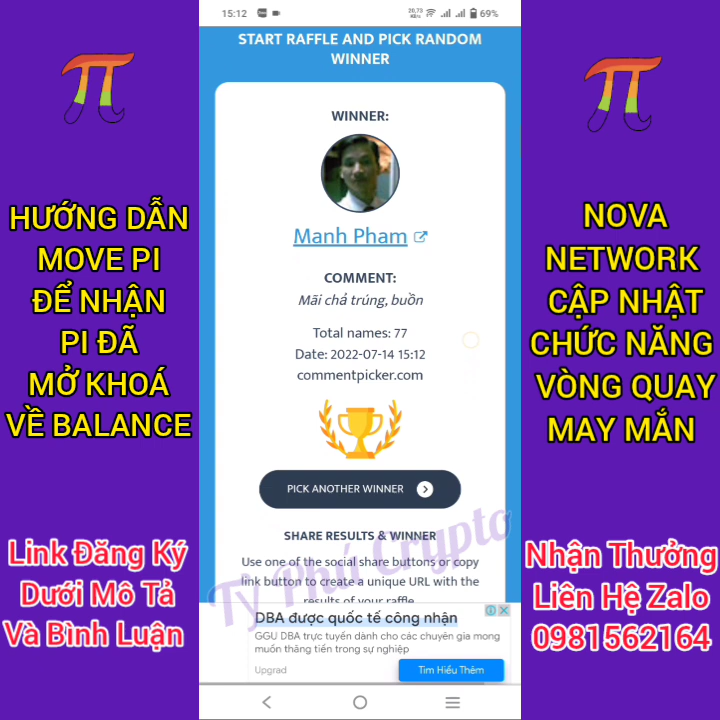 15:12
20,73
KB/s
69%
START RAFFLE AND PICK RANDOM
WINNER
WINNER:
Manh Pham
COMMENT:
Mãi chả trúng, buồn
Total names: 77
Date: 2022-07-14 15:12
commentpicker.com
PICK ANOTHER WINNER
SHARE RESULTS & WINNER
Use one of the social share buttons or copy
link button to create a unique URL with the
results of your raffle
Tỷ Phú Crypto
DBA được quốc tế công nhận
GGU DBA trực tuyến dành cho các chuyên gia mong
muốn thăng tiến trong sự nghiệp
Upgrad
Tìm Hiểu Thêm
HƯỚNG DẪN
MOVE PI
ĐỂ NHẬN
PI ĐÃ
MỞ KHOÁ
VỀ BALANCE
Link Đăng Ký
Dưới Mô Tả
Và Bình Luận
NOVA
NETWORK
CẬP NHẬT
CHỨC NĂNG
VÒNG QUAY
MAY MẮN
Nhận Thưởng
Liên Hệ Zalo
0981562164